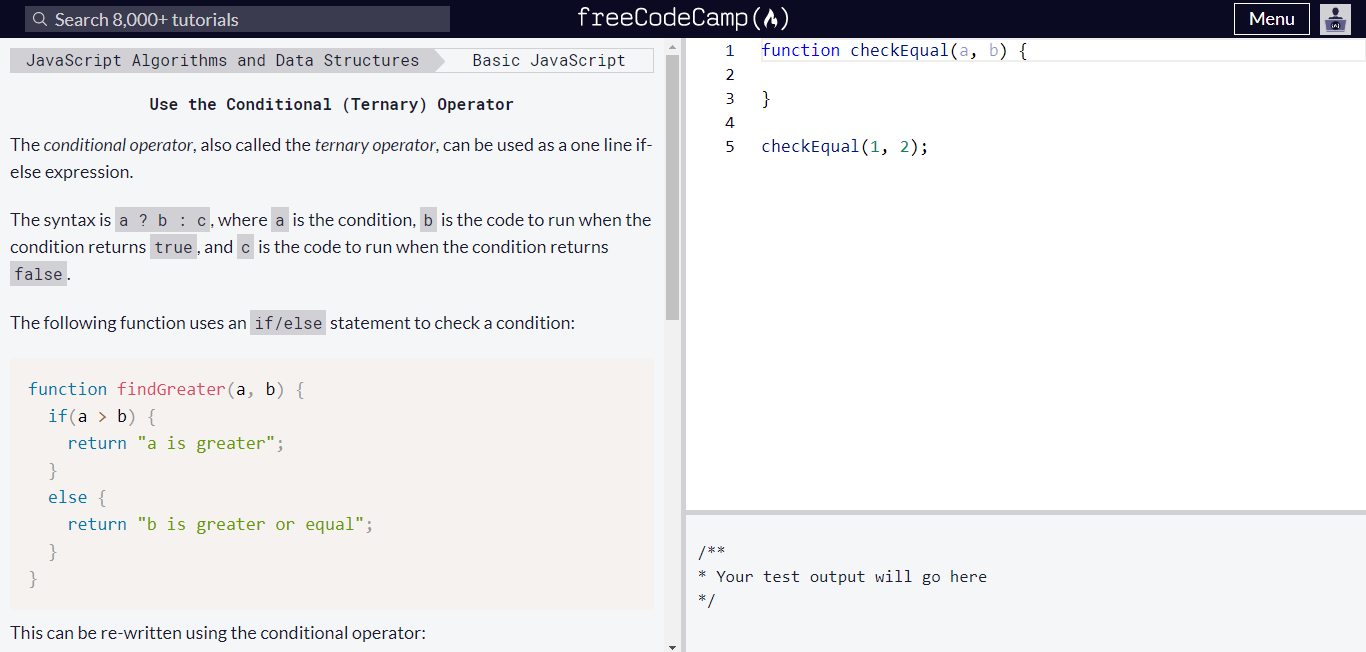 Search 8,000+ tutorials
freeCodeCamp(🔥)
Menu
JavaScript Algorithms and Data Structures
Basic JavaScript
Use the Conditional (Ternary) Operator
The conditional operator, also called the ternary operator, can be used as a one line if-
else expression.
The syntax is a ? b : c, where a is the condition, b is the code to run when the
condition returns true, and c is the code to run when the condition returns
false.
The following function uses an if/else statement to check a condition:
function findGreater(a, b) {
  if(a > b) {
    return "a is greater";
  }
  else {
    return "b is greater or equal";
  }
}
This can be re-written using the conditional operator:
1 function checkEqual(a, b) {
2
3 }
4
5 checkEqual(1, 2);
/**
* Your test output will go here
*/